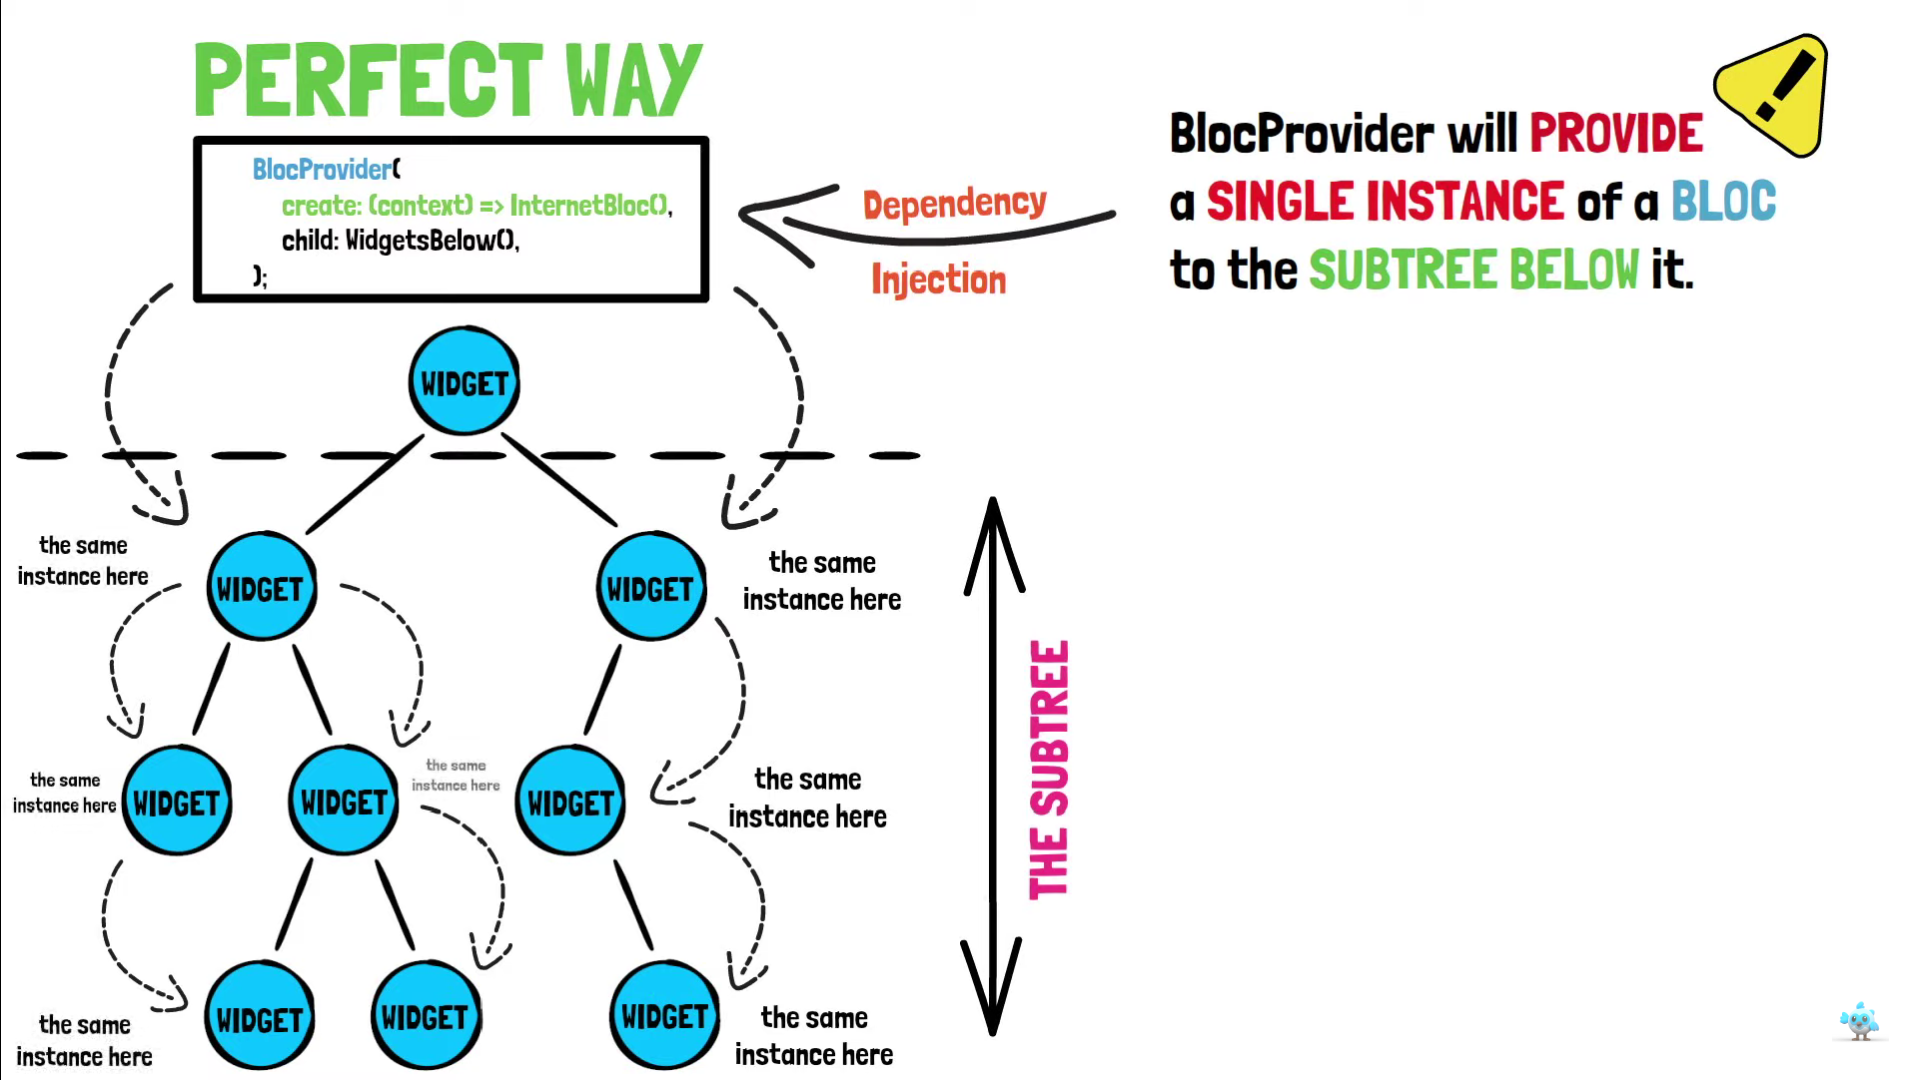 PERFECT WAY
BlocProvider(
create: (context) => InternetBloc(),
child: WidgetsBelow(),
);
Dependency
Injection
BlocProvider will PROVIDE
a SINGLE INSTANCE of a BLOC
to the SUBTREE BELOW it.
WIDGET
the same
instance here
WIDGET
WIDGET
the same
instance here
the same
instance here
WIDGET
WIDGET
the same
instance here
WIDGET
the same
instance here
THE SUBTREE
the same
instance here
WIDGET
WIDGET
WIDGET
the same
instance here